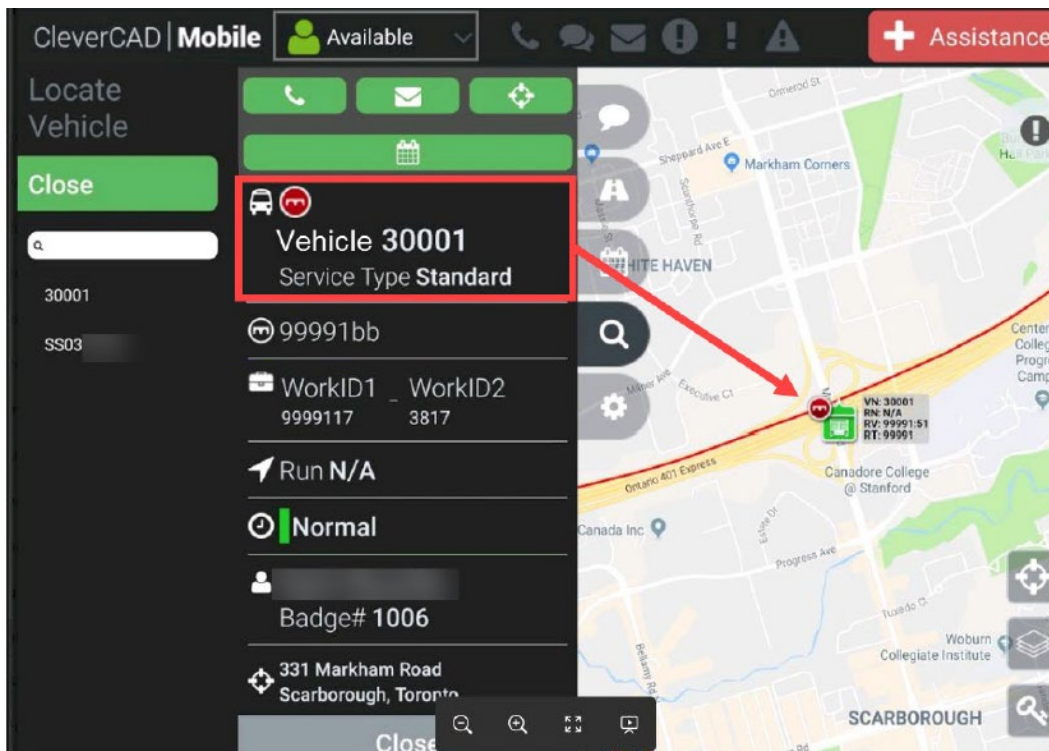 CleverCAD | Mobile
Available
Assistance
Locate
Vehicle
Close
30001
SS03
Vehicle 30001
Service Type Standard
99991bb
WorkID1 _ WorkID2
9999117 3817
Run N/A
Normal
Badge# 1006
331 Markham Road
Scarborough, Toronto
Close
Ormerod St
Sheppard Ave E
Markham Corners
Scunthorpe Rd
HITE HAVEN
Milner Ave
Executive Ct
VN: 30001
RN: N/A
RV: 99991:51
RT: 99991
Ontario 401 Express
Canadore College
@ Stanford
Canada Inc
Progress Ave
Tuxedo Ct
Woburn
Collegiate Institute
Bellamy Rd
SCARBOROUGH